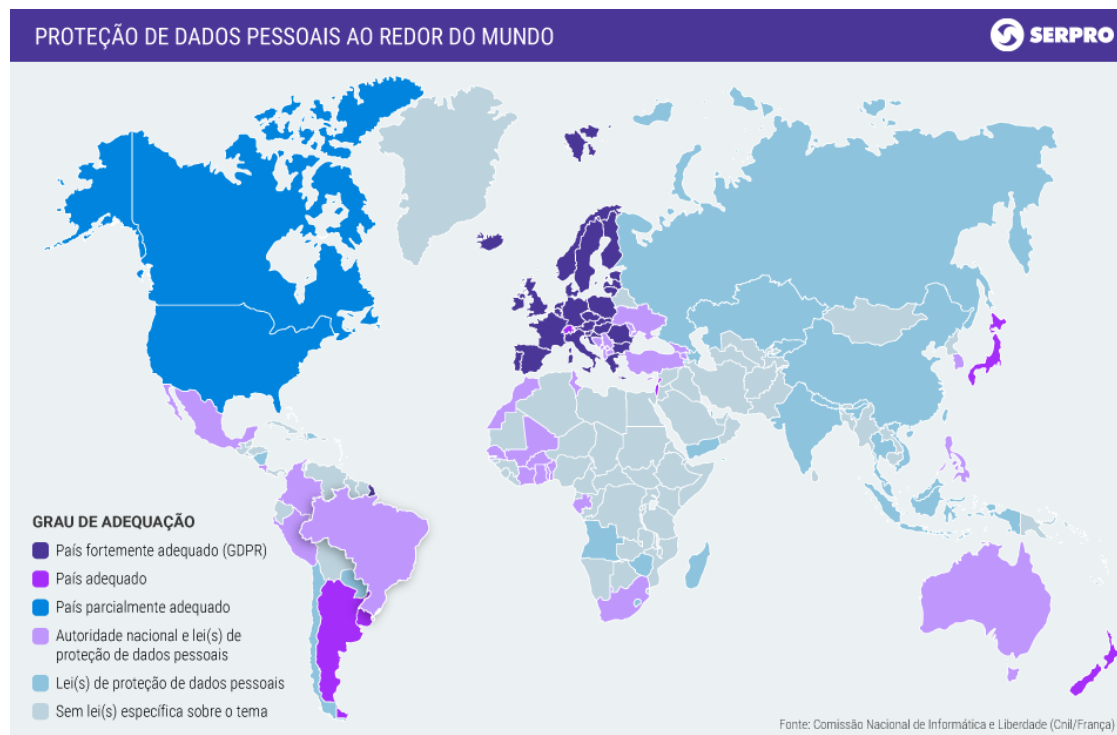 PROTEÇÃO DE DADOS PESSOAIS AO REDOR DO MUNDO
SERPRO
GRAU DE ADEQUAÇÃO
País fortemente adequado (GDPR)
País adequado
País parcialmente adequado
Autoridade nacional e lei(s) de
proteção de dados pessoais
Lei(s) de proteção de dados pessoais
Sem lei(s) específica sobre o tema
Fonte: Comissão Nacional de Informática e Liberdade (Cnil/França)